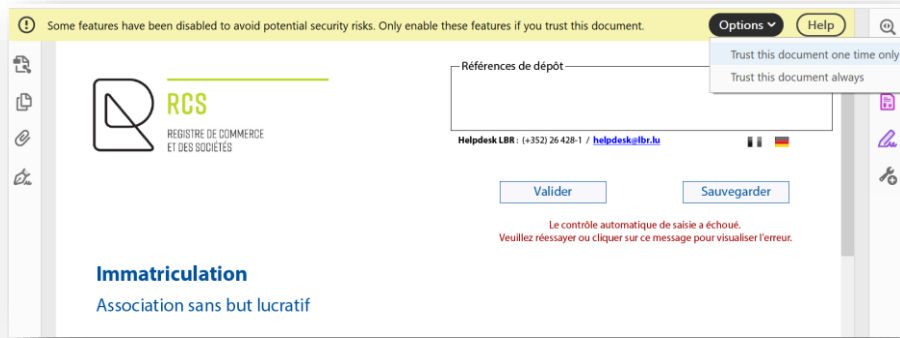 Some features have been disabled to avoid potential security risks. Only enable these features if you trust this document.
Options
Help
Trust this document one time only
Trust this document always
RCS
REGISTRE DE COMMERCE
ET DES SOCIÉTÉS
Références de dépôt
Helpdesk LBR : (+352) 26 428-1 / helpdesk@lbr.lu
Valider
Sauvegarder
Le contrôle automatique de saisie a échoué.
Veuillez réessayer ou cliquer sur ce message pour visualiser l'erreur.
Immatriculation
Association sans but lucratif